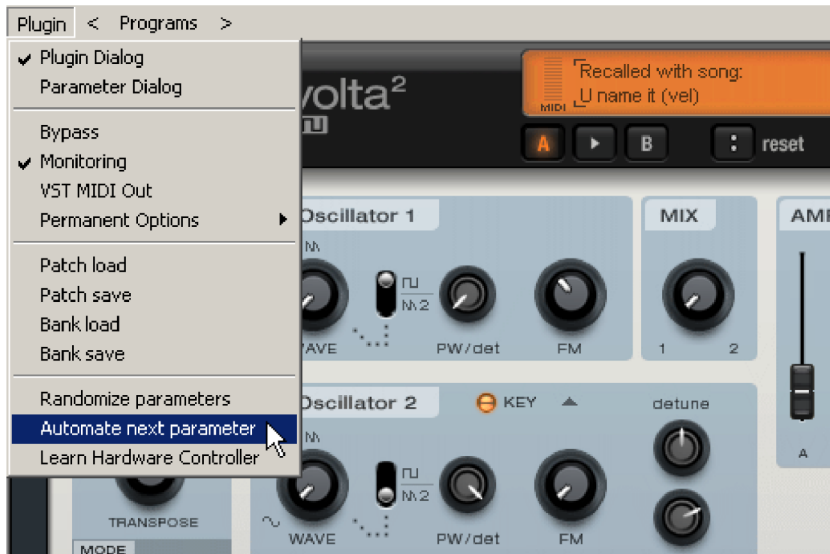 Plugin < Programs >
Plugin Dialog
Parameter Dialog
Bypass
Monitoring
VST MIDI Out
Permanent Options
Patch load
Patch save
Bank load
Bank save
Randomize parameters
Automate next parameter
Learn Hardware Controller
volta2
Recalled with song:
U name it (vel)
MIDI
A
B
: reset
Oscillator 1
MIX
AMP
2
WAVE
PW/det
FM
1
2
A
Oscillator 2
KEY
detune
2
TRANSPOSE
WAVE
PW/det
FM
MODE